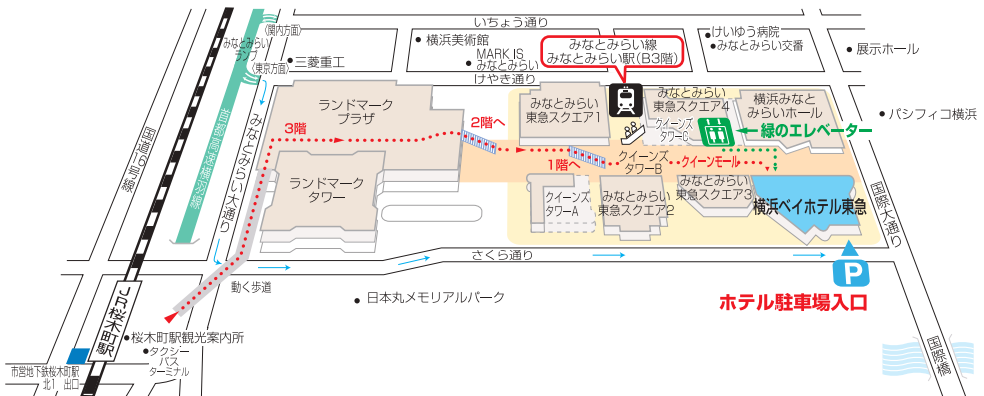 いちょう通り
(関内方面)
みなとみらい
ランプ
(東京方面)
三菱重工
横浜美術館
MARK IS
みなとみらい
けやき通り
みなとみらい線
みなとみらい駅(B3階)
けいゆう病院
みなとみらい交番
展示ホール
パシフィコ横浜
国道16号線
首都高速横羽線
みなとみらい大通り
ランドマーク
プラザ
3階
2階へ
1階へ
ランドマーク
タワー
みなとみらい
東急スクエア1
みなとみらい
東急スクエア4
クイーンズ
タワーC
横浜みなと
みらいホール
緑のエレベーター
クイーンズ
タワーB
クイーンモール
クイーンズ
タワーA
みなとみらい
東急スクエア2
みなとみらい
東急スクエア3
横浜ベイホテル東急
国際大通り
さくら通り
P
ホテル駐車場入口
動く歩道
日本丸メモリアルパーク
JR桜木町駅
桜木町駅観光案内所
タクシー
バス
ターミナル
市営地下鉄桜木町駅
北1 出口
国際橋